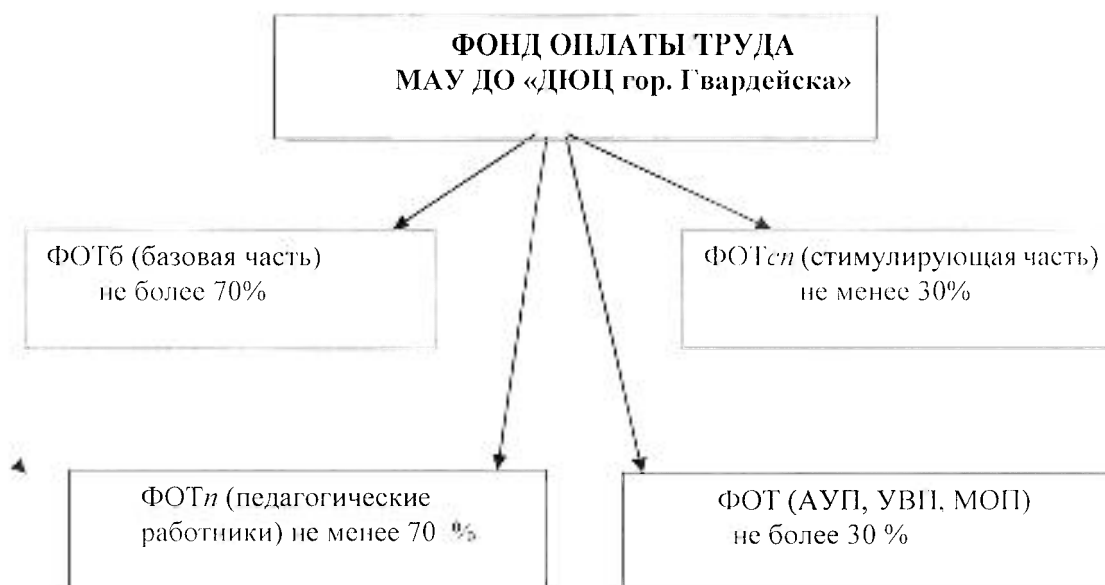 ФОНД ОПЛАТЫ ТРУДА
МАУ ДО «ДЮЦ гор. Гвардейска»
ФОТб (базовая часть)
не более 70%
ФОТсп (стимулирующая часть)
не менее 30%
ФОТп (педагогические
работники) не менее 70 %
ФОТ (АУП, УВП, МОП)
не более 30 %